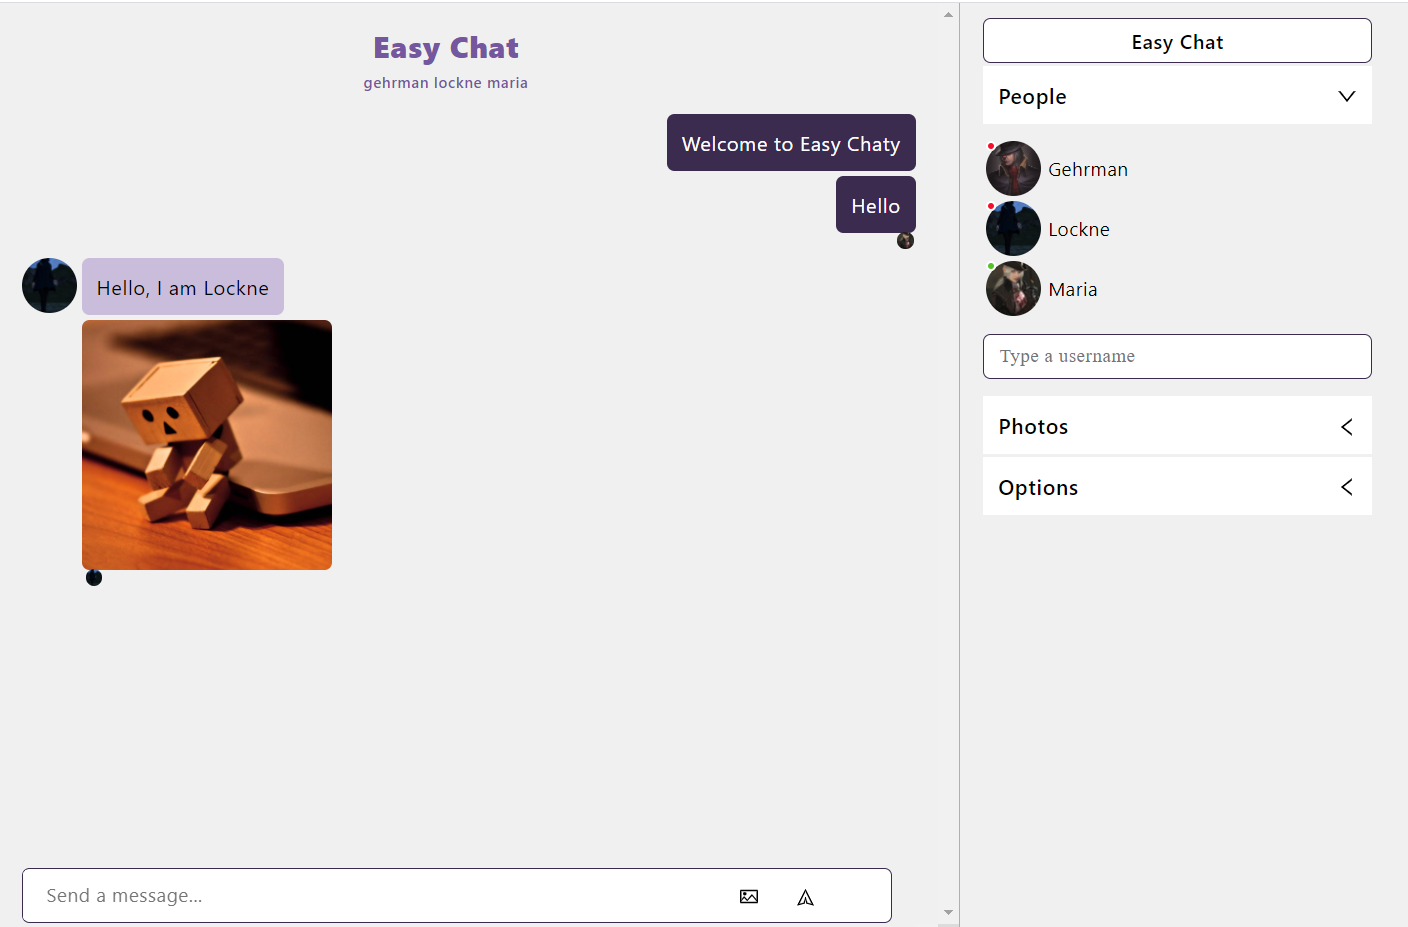 Easy Chat
gehrman lockne maria
Welcome to Easy Chaty
Hello
Hello, I am Lockne
Send a message...
Easy Chat
People
Gehrman
Lockne
Maria
Type a username
Photos
Options